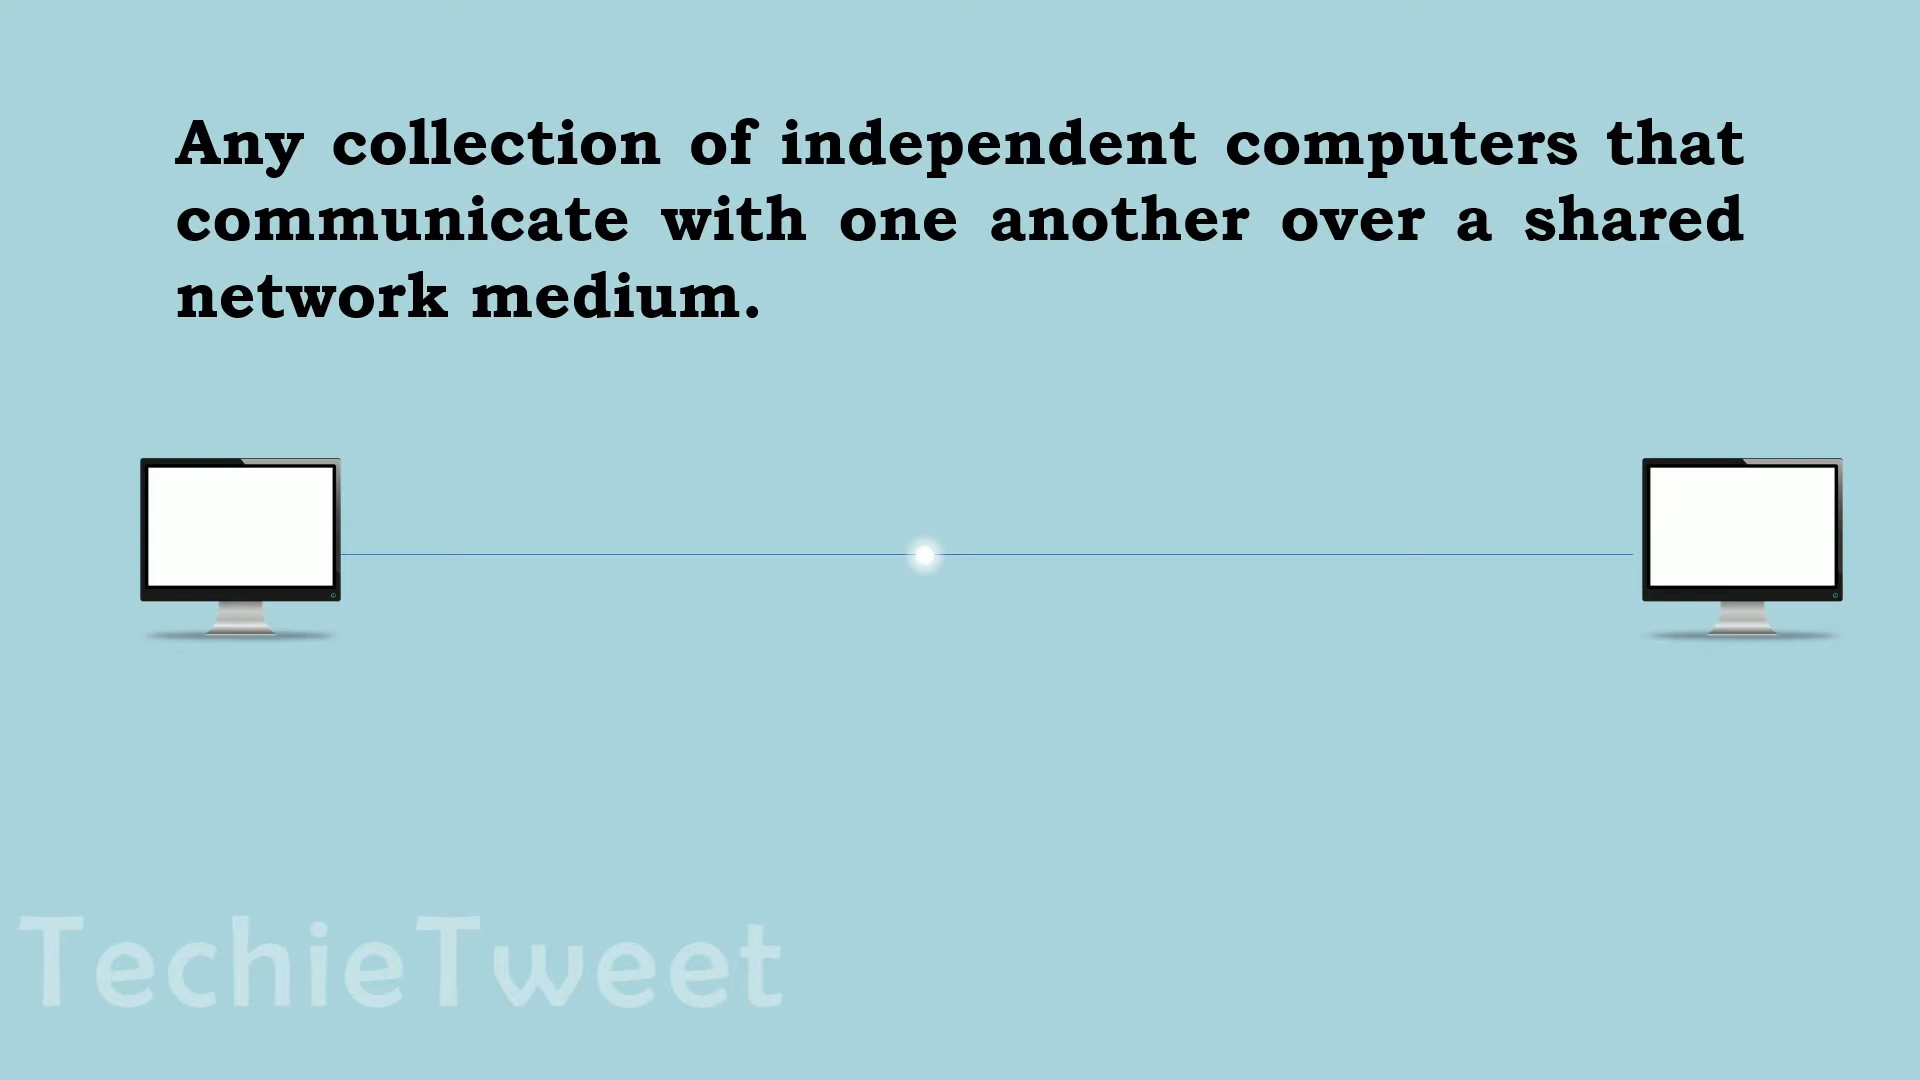 Any collection of independent computers that
communicate with one another over a shared
network medium.
TechieTweet